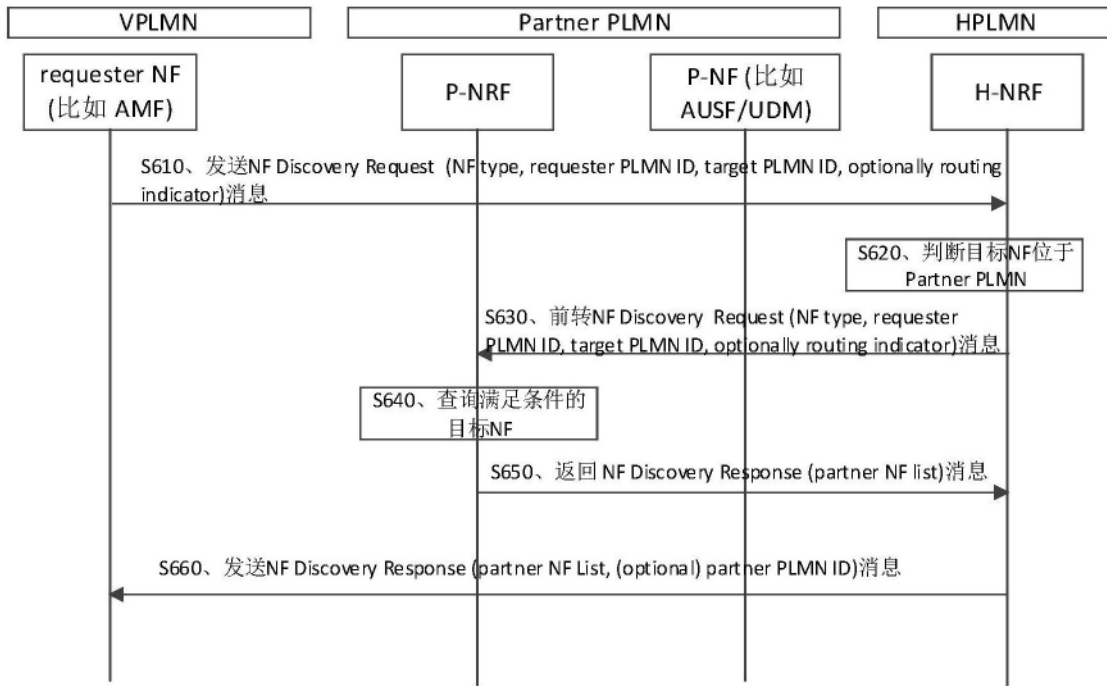 VPLMN
Partner PLMN
HPLMN
requester NF
(比如 AMF)
P-NRF
P-NF (比如
AUSF/UDM)
H-NRF
S610、发送NF Discovery Request (NF type, requester PLMN ID, target PLMN ID, optionally routing
indicator)消息
S620、判断目标NF位于
Partner PLMN
S630、前转NF Discovery Request (NF type, requester
PLMN ID, target PLMN ID, optionally routing indicator)消息
S640、查询满足条件的
目标NF
S650、返回 NF Discovery Response (partner NF list)消息
S660、发送NF Discovery Response (partner NF List, (optional) partner PLMN ID)消息